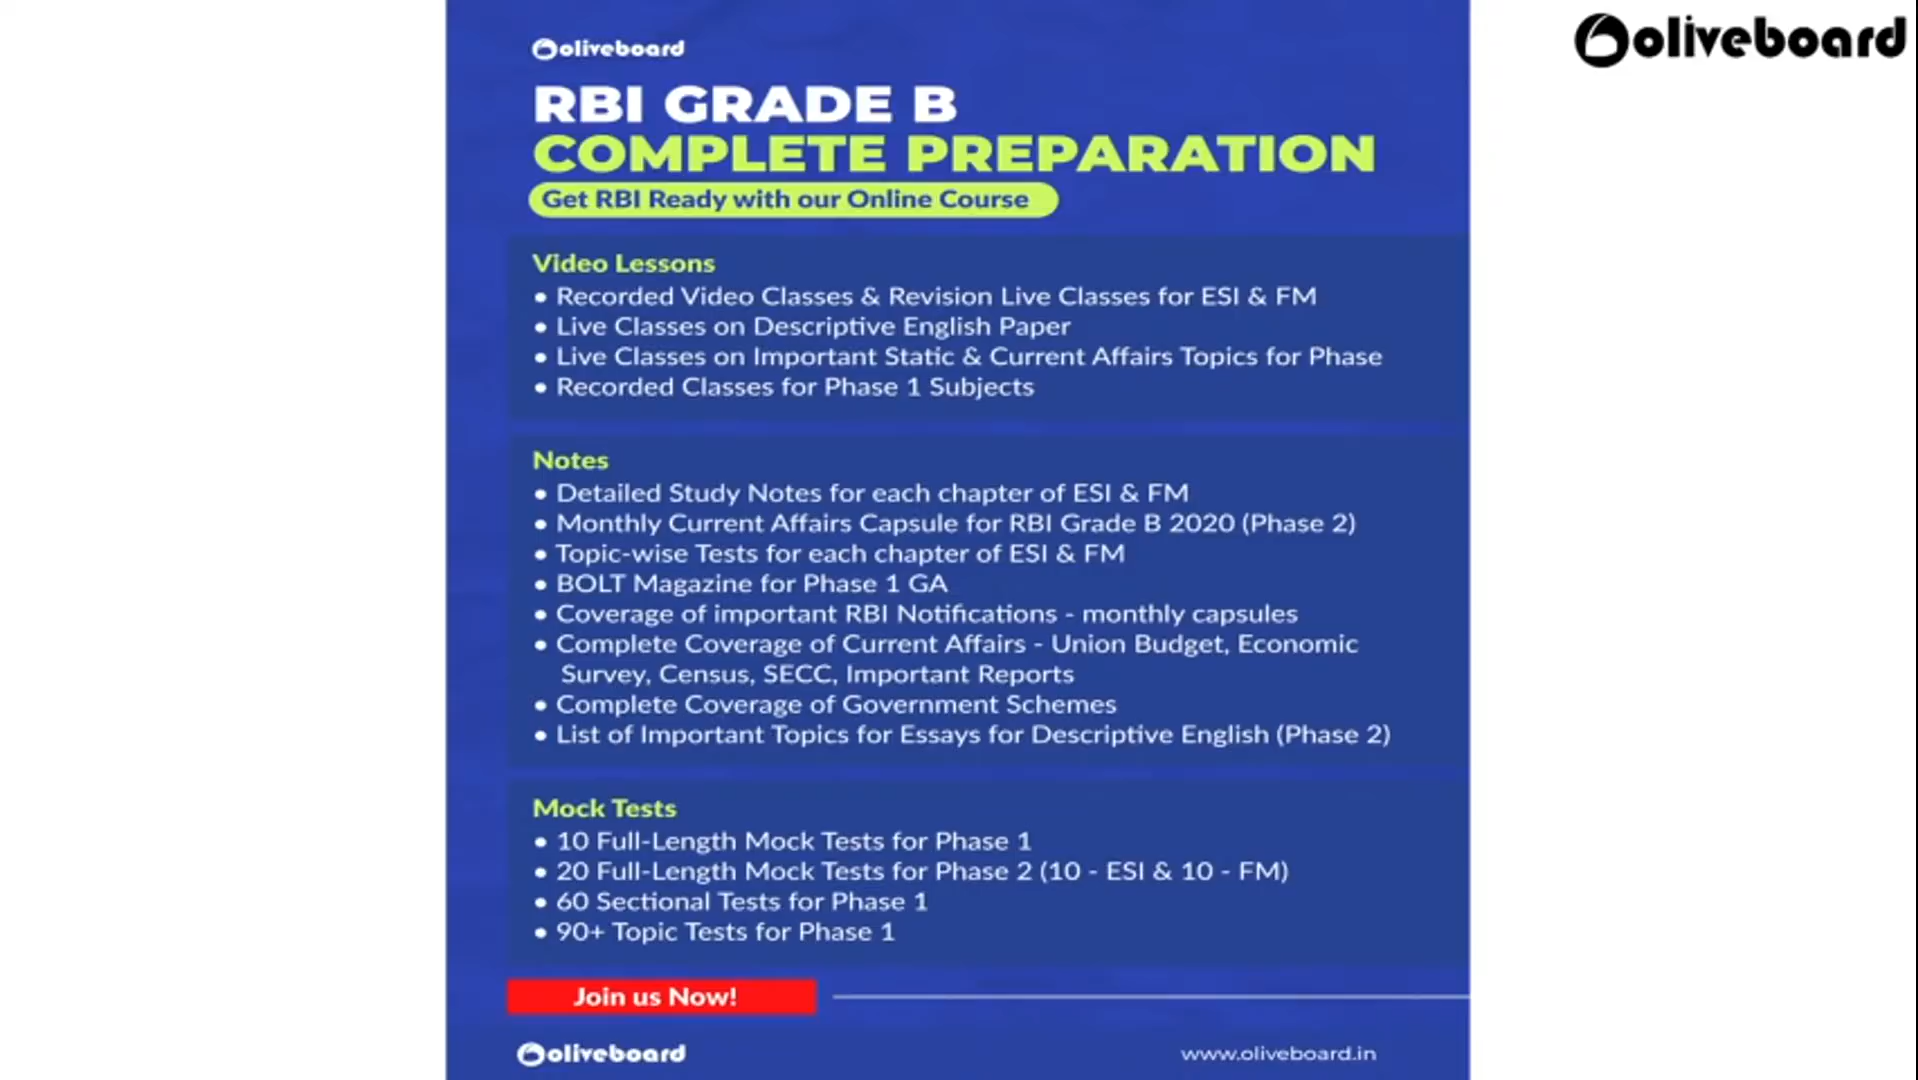 oliveboard
oliveboard
RBI GRADE B
COMPLETE PREPARATION
Get RBI Ready with our Online Course
Video Lessons
• Recorded Video Classes & Revision Live Classes for ESI & FM
• Live Classes on Descriptive English Paper
• Live Classes on Important Static & Current Affairs Topics for Phase
• Recorded Classes for Phase 1 Subjects
Notes
• Detailed Study Notes for each chapter of ESI & FM
• Monthly Current Affairs Capsule for RBI Grade B 2020 (Phase 2)
• Topic-wise Tests for each chapter of ESI & FM
• BOLT Magazine for Phase 1 GA
• Coverage of important RBI Notifications - monthly capsules
• Complete Coverage of Current Affairs - Union Budget, Economic
Survey, Census, SECC, Important Reports
• Complete Coverage of Government Schemes
• List of Important Topics for Essays for Descriptive English (Phase 2)
Mock Tests
• 10 Full-Length Mock Tests for Phase 1
• 20 Full-Length Mock Tests for Phase 2 (10 - ESI & 10 - FM)
• 60 Sectional Tests for Phase 1
• 90+ Topic Tests for Phase 1
Join us Now!
oliveboard
www.oliveboard.in